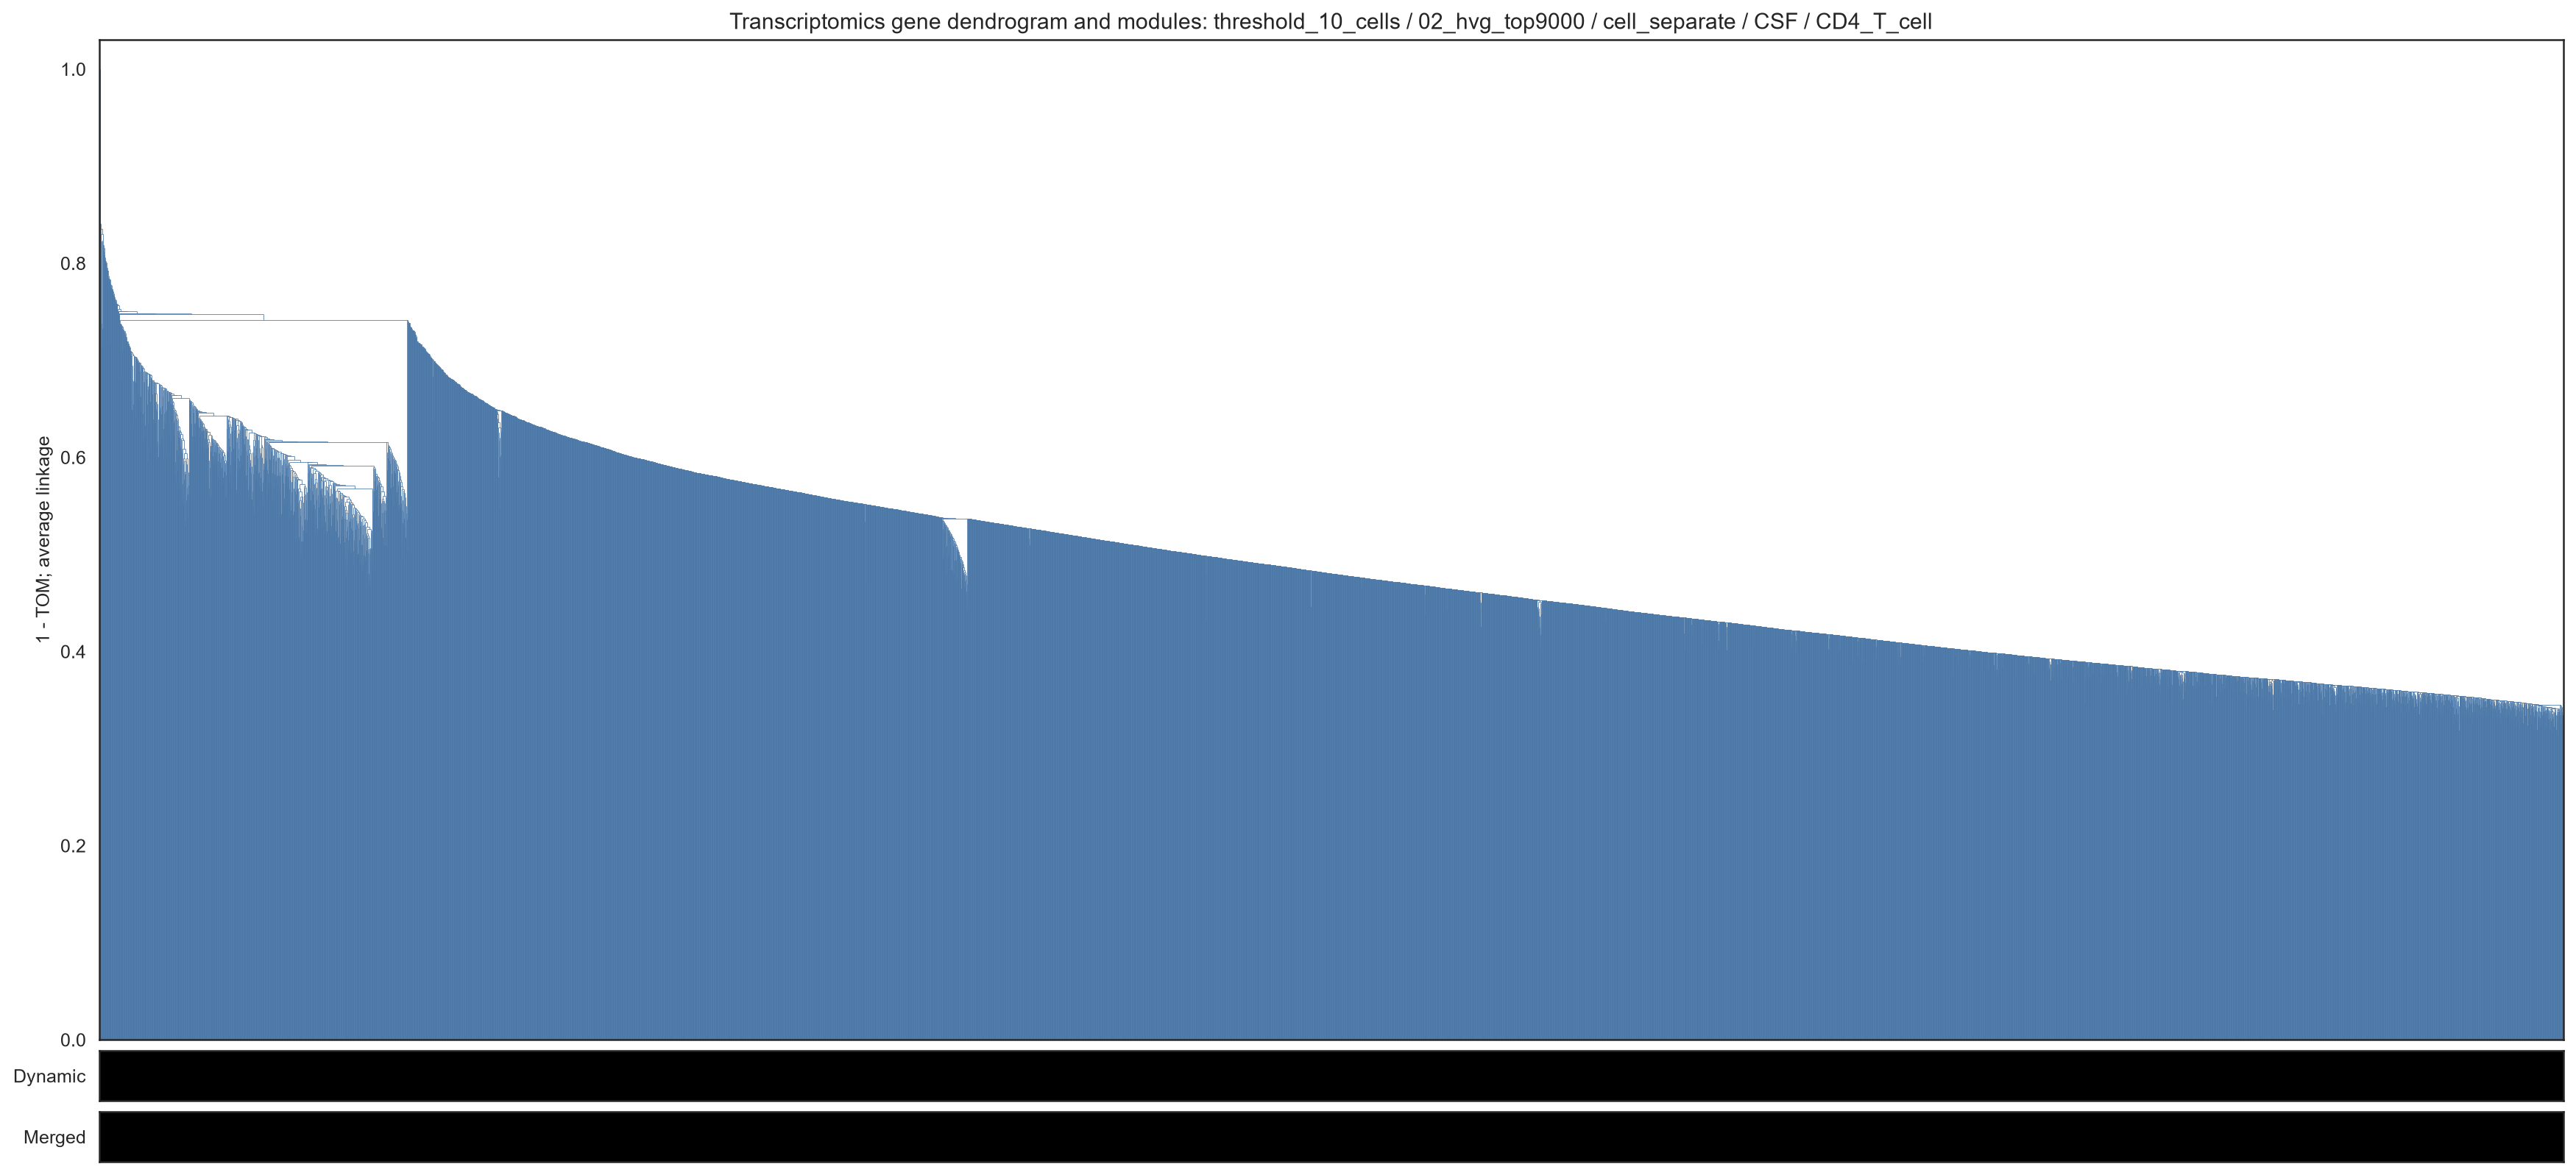 Transcriptomics gene dendrogram and modules: threshold_10_cells / 02_hvg_top9000 / cell_separate / CSF / CD4_T_cell
1 - TOM; average linkage
1.0
0.8
0.6
0.4
0.2
0.0
Dynamic
Merged